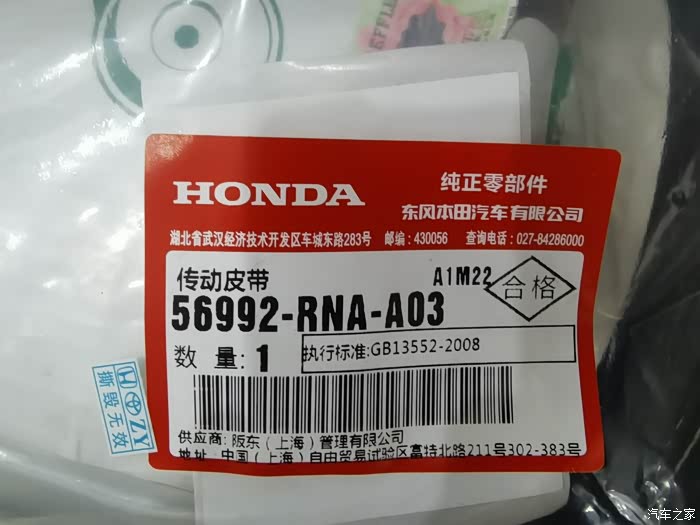 HONDA
纯正零部件
东风本田汽车有限公司
湖北省武汉经济技术开发区车城东路283号 邮编:430056 查询电话:027-84286000
传动皮带 A1M22
合格
56992-RNA-A03
数 量:1 执行标准:GB13552-2008
供应商:阪东(上海)管理有限公司
地址:中国(上海)自由贸易试验区富特北路211号302-383号
H ZY
撕毁无效
汽车之家